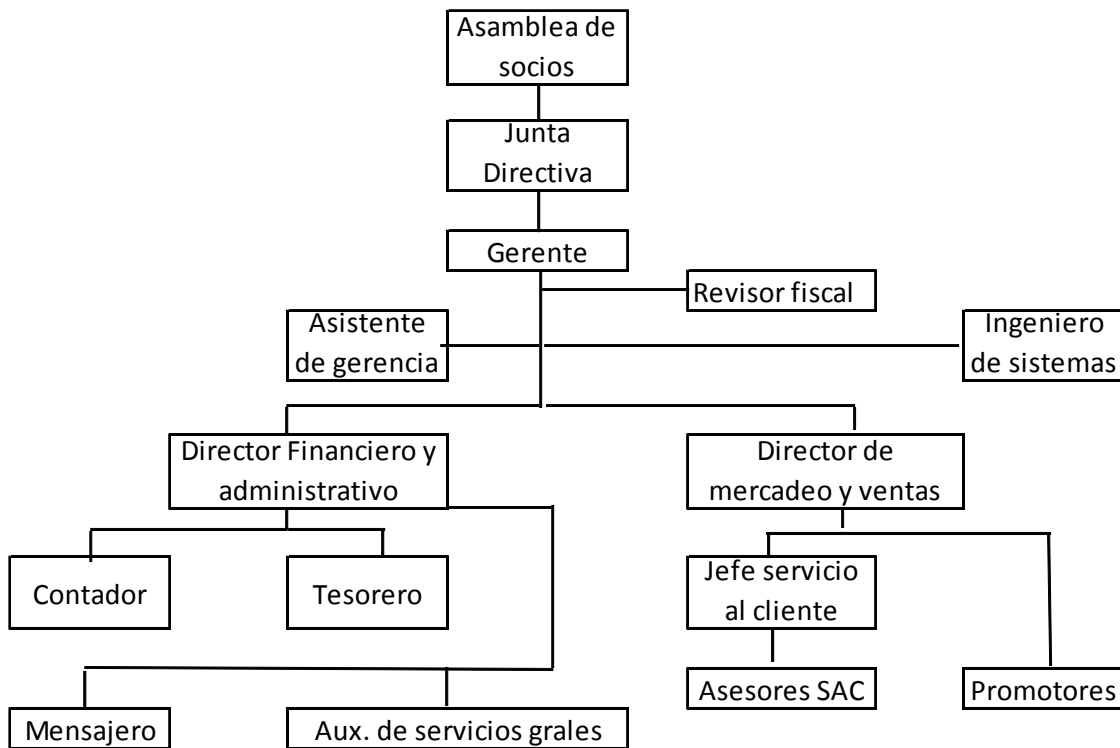 Asamblea de
socios
Junta
Directiva
Gerente
Revisor fiscal
Asistente
de gerencia
Ingeniero
de sistemas
Director Financiero y
administrativo
Director de
mercadeo y ventas
Contador
Tesorero
Jefe servicio
al cliente
Asesores SAC
Promotores
Mensajero
Aux. de servicios grales